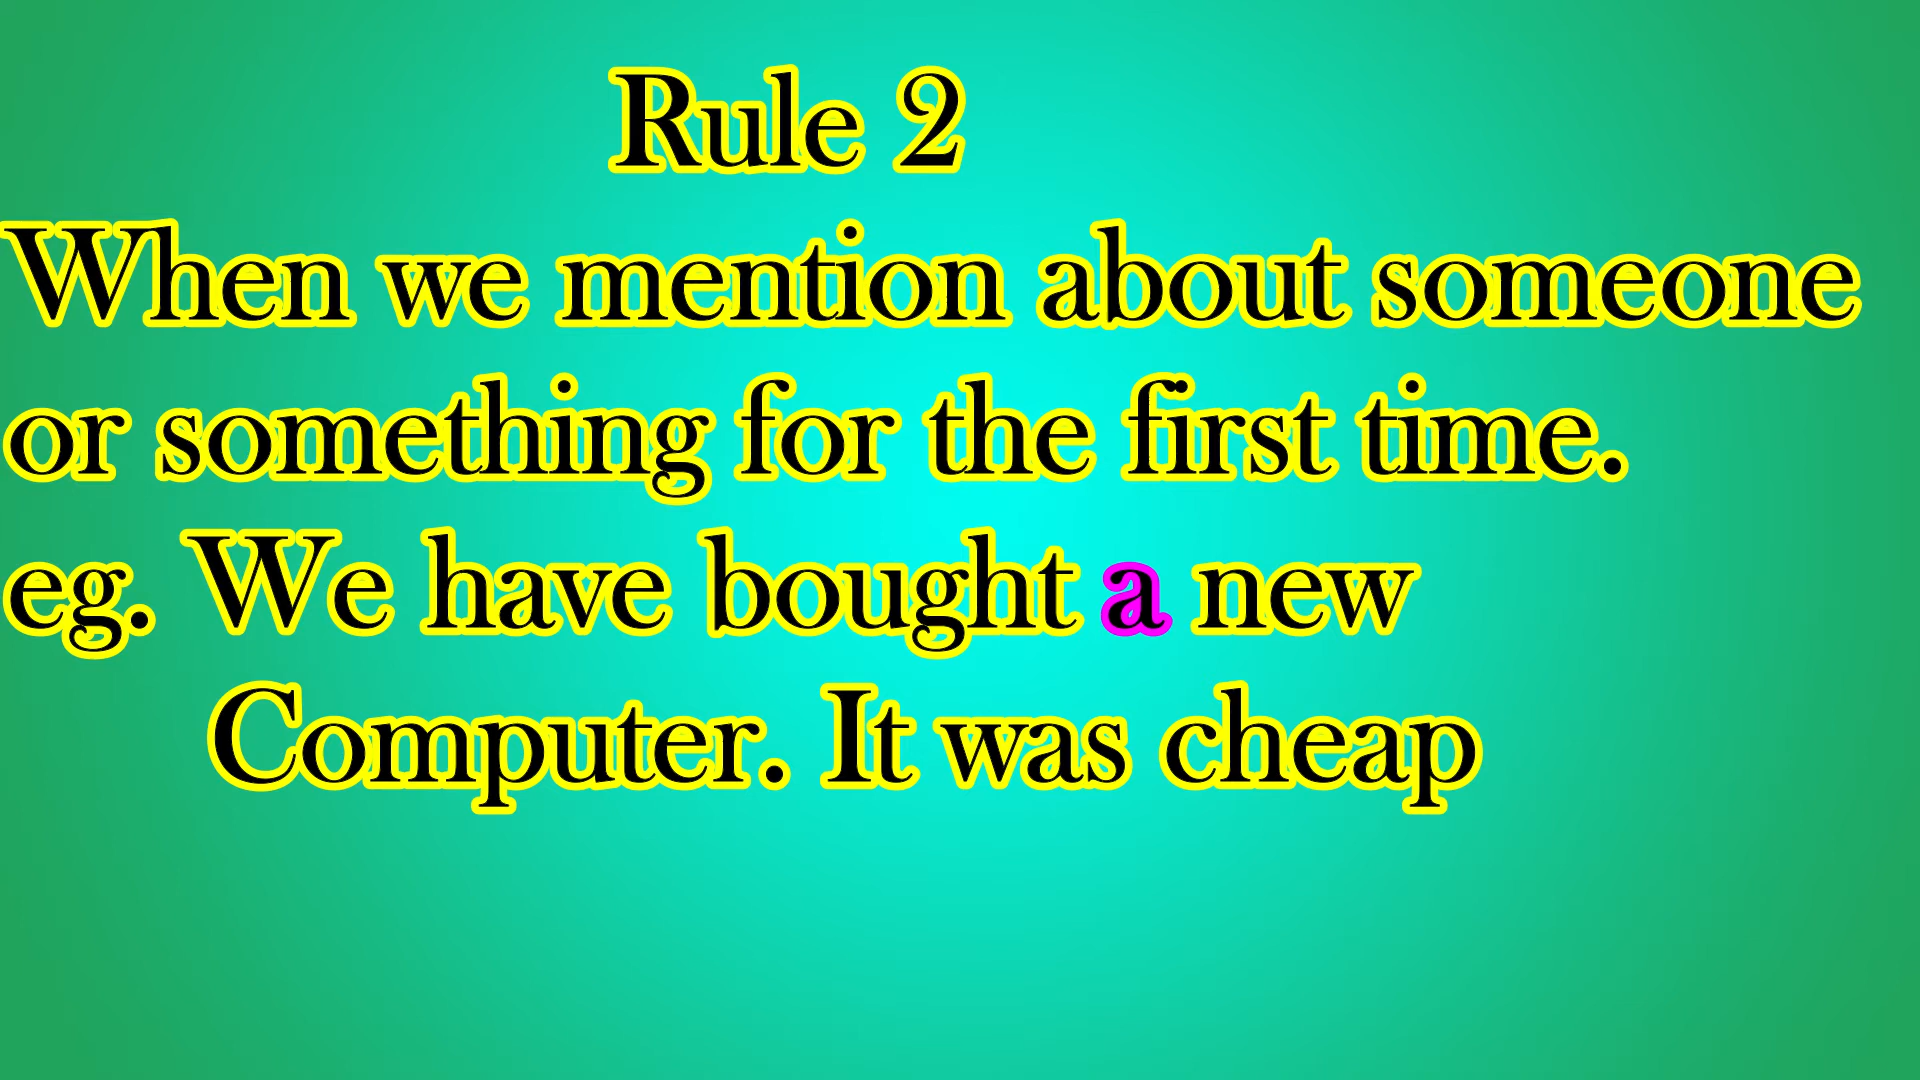 Rule 2
When we mention about someone
or something for the first time.
eg. We have bought a new
Computer. It was cheap